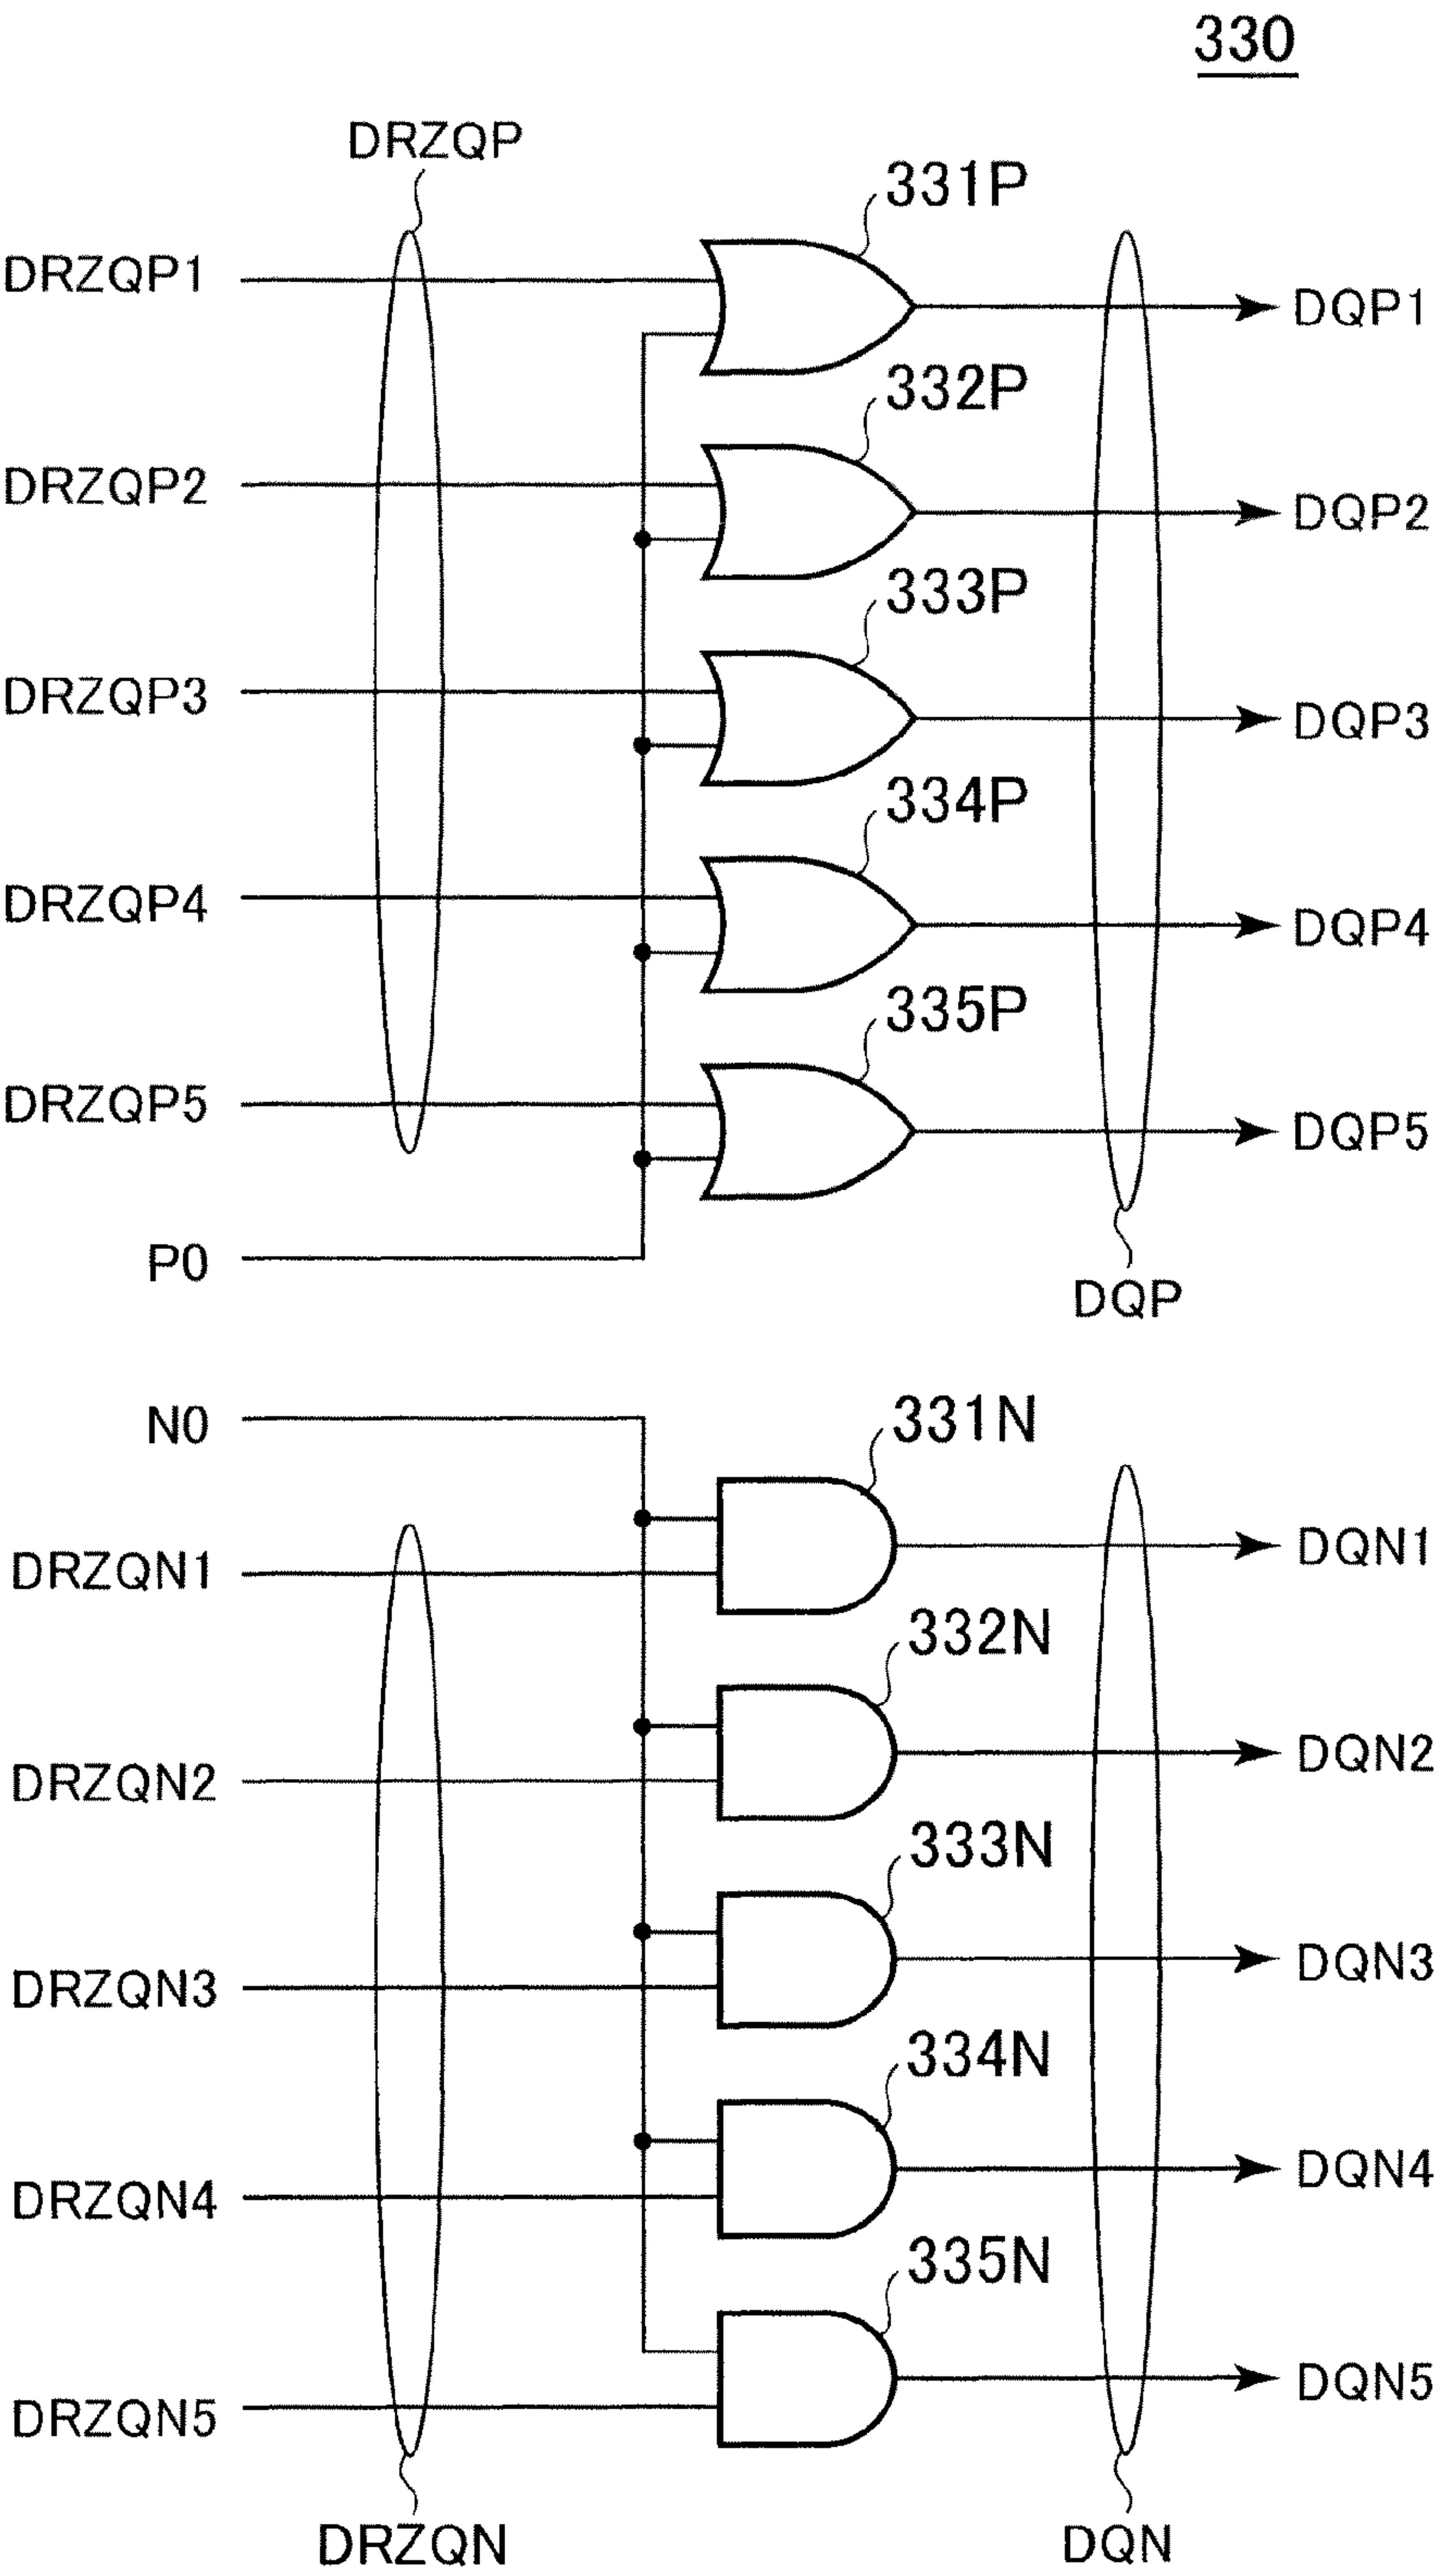 330
DRZQP
331P
DRZQP1
DQP1
332P
DRZQP2
DQP2
333P
DRZQP3
DQP3
334P
DRZQP4
DQP4
335P
DRZQP5
DQP5
P0
DQP
N0
331N
DRZQN1
DQN1
332N
DRZQN2
DQN2
333N
DRZQN3
DQN3
334N
DRZQN4
DQN4
335N
DRZQN5
DQN5
DRZQN
DQN